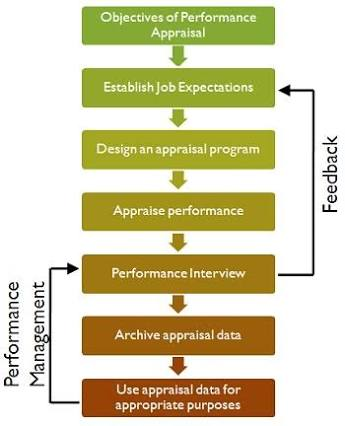 Objectives of Performance
Appraisal
Establish Job Expectations
Design an appraisal program
Appraise performance
Performance Interview
Archive appraisal data
Use appraisal data for
appropriate purposes
Feedback
Performance
Management